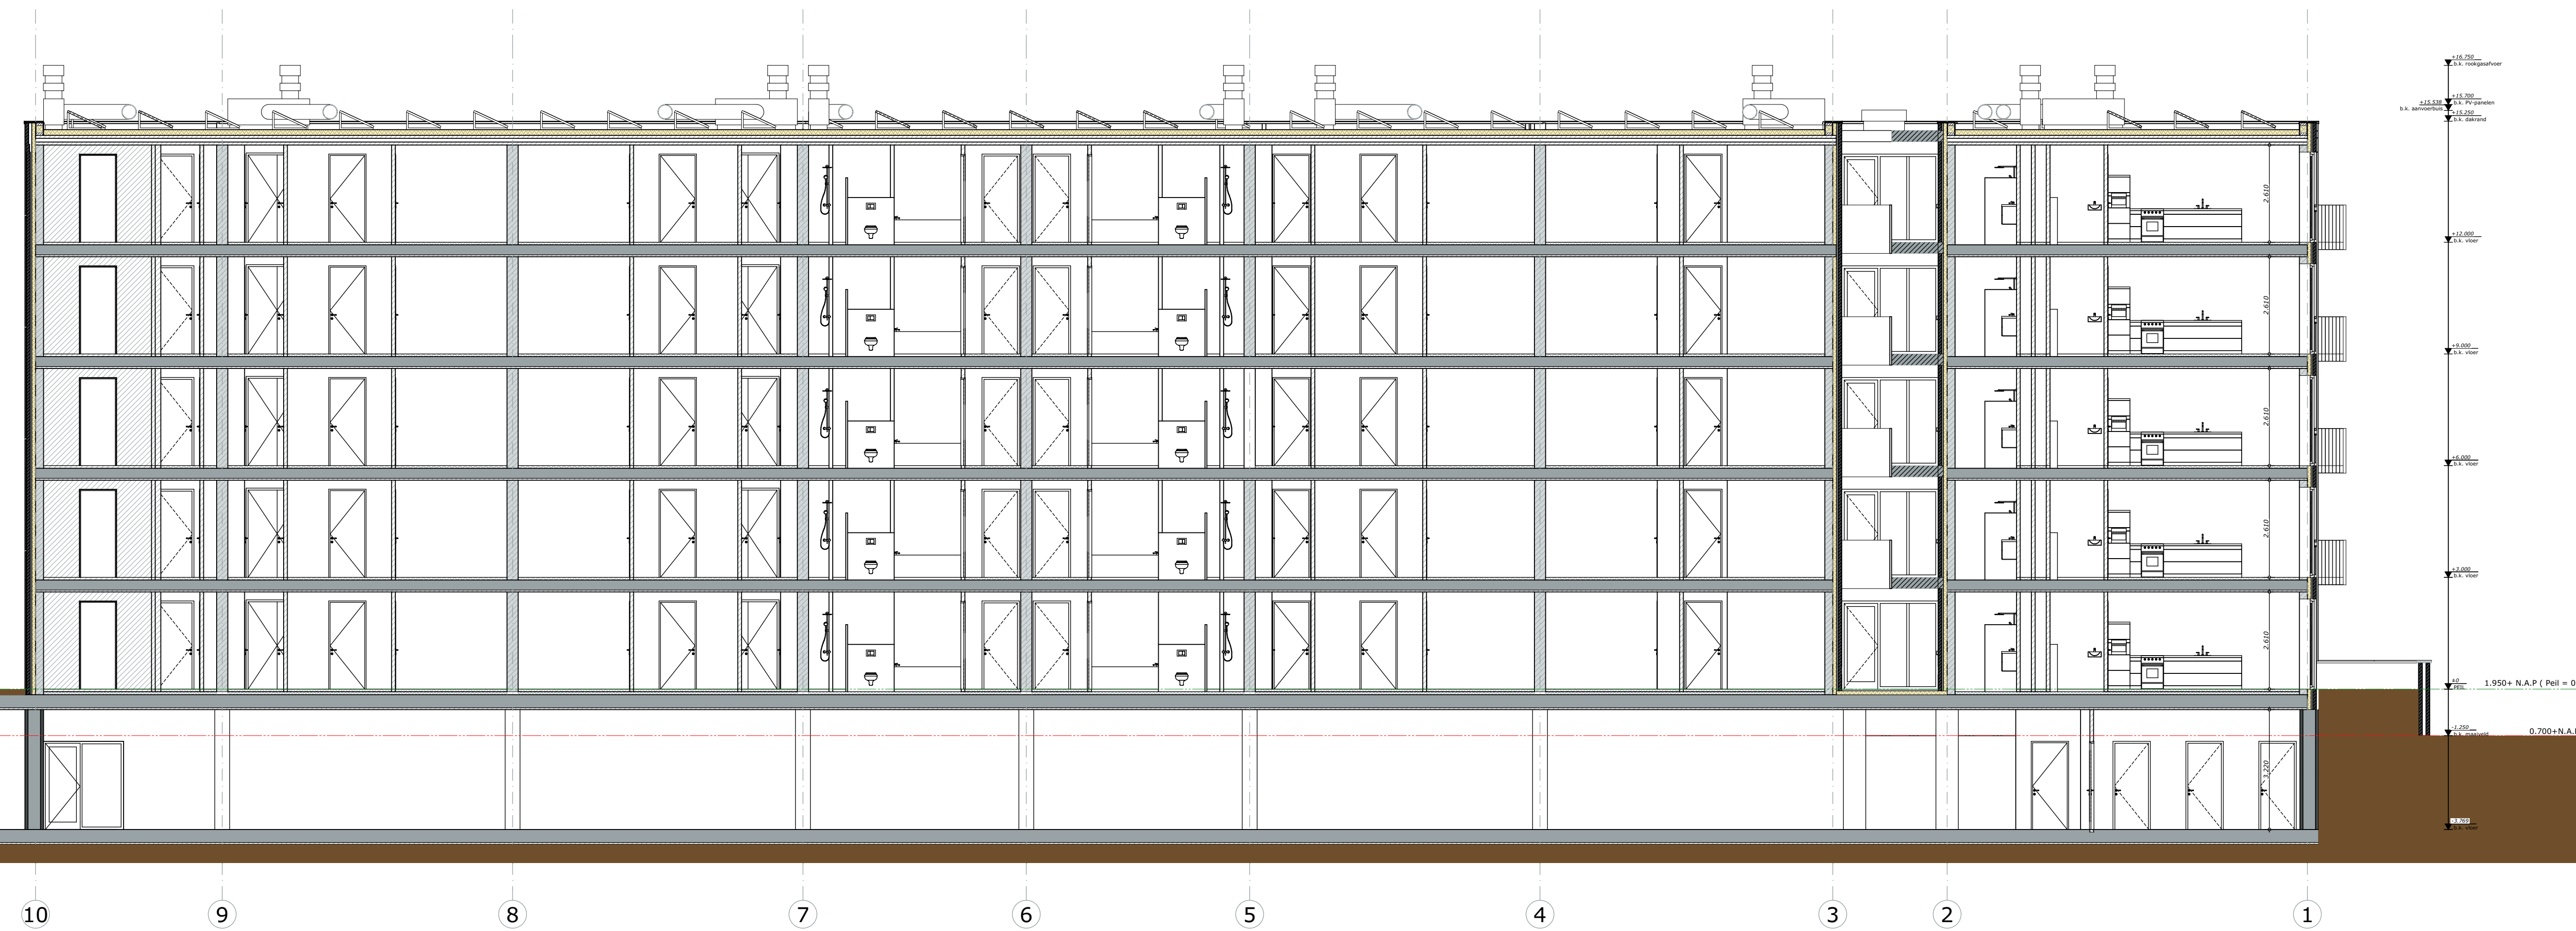 +16.750
b.k. rookgasafvoer
+15.700
b.k. PV-panelen
+15.538
b.k. aanvoerbuis
+15.250
b.k. dakrand
2.610
+12.000
b.k. vloer
2.610
+9.000
b.k. vloer
2.610
+6.000
b.k. vloer
2.610
+3.000
b.k. vloer
2.610
±0
PEIL
1.950+ N.A.P ( Peil = 0
-1.250
b.k. maaiveld
0.700+N.A.
3.220
b.k. vloer
10
9
8
7
6
5
4
3
2
1